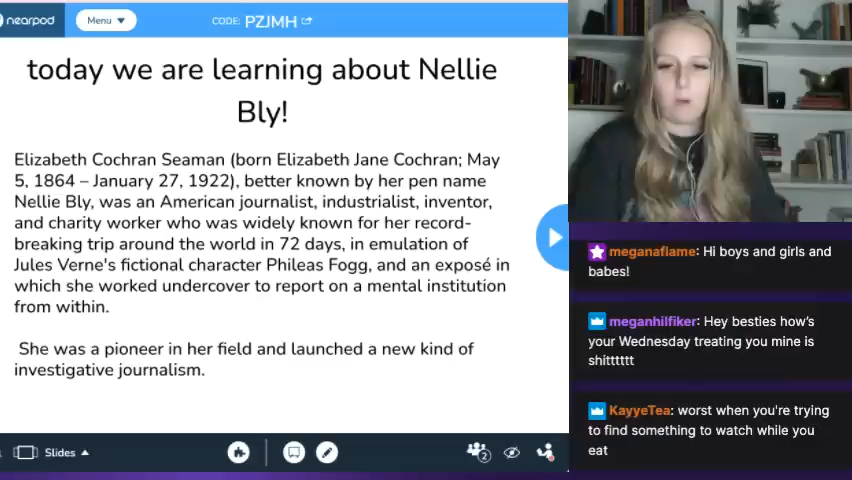 nearpod
Menu
CODE: PZJMH
today we are learning about Nellie
Bly!
Elizabeth Cochran Seaman (born Elizabeth Jane Cochran; May
5, 1864 – January 27, 1922), better known by her pen name
Nellie Bly, was an American journalist, industrialist, inventor,
and charity worker who was widely known for her record-
breaking trip around the world in 72 days, in emulation of
Jules Verne's fictional character Phileas Fogg, and an exposé in
which she worked undercover to report on a mental institution
from within.
She was a pioneer in her field and launched a new kind of
investigative journalism.
Slides
2
meganaflame: Hi boys and girls and
babes!
meganhilfiker: Hey besties how's
your Wednesday treating you mine is
shitttttt
KayyeTea: worst when you're trying
to find something to watch while you
eat